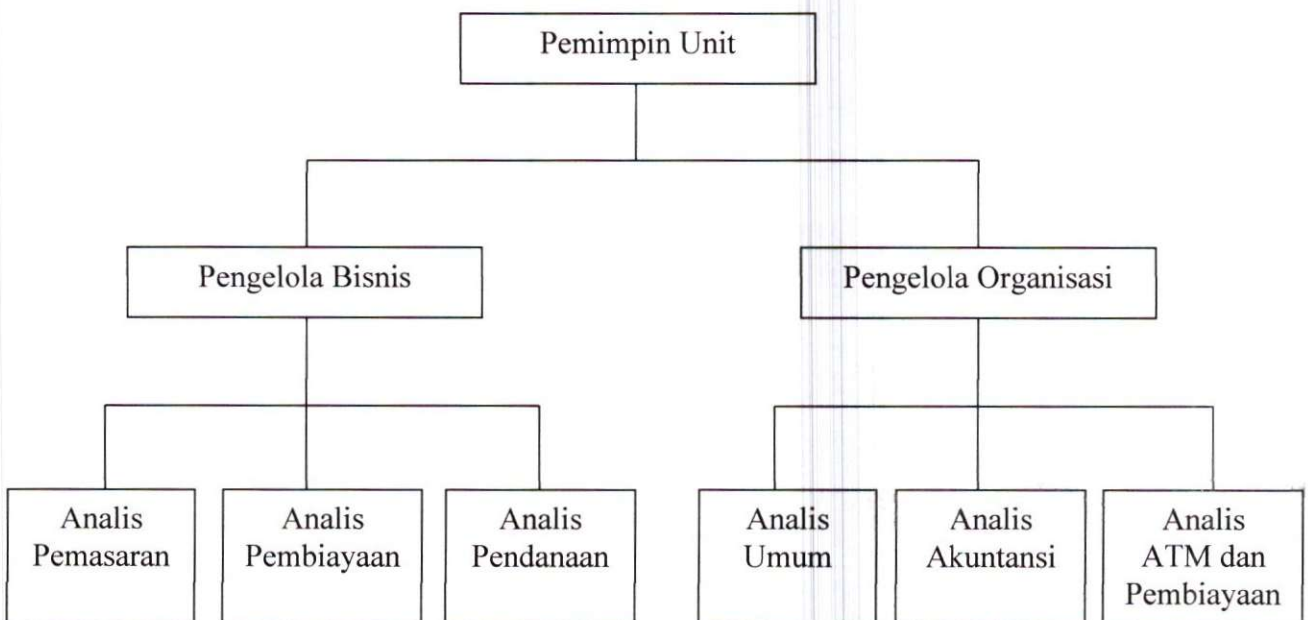 Pemimpin Unit
Pengelola Bisnis
Pengelola Organisasi
Analis
Pemasaran
Analis
Pembiayaan
Analis
Pendanaan
Analis
Umum
Analis
Akuntansi
Analis
ATM dan
Pembiayaan